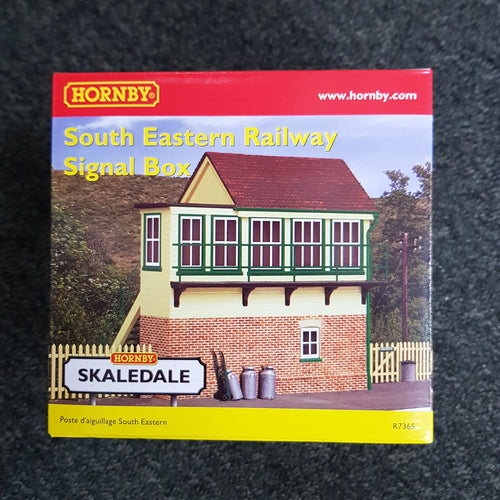 HORNBY®
www.hornby.com
South Eastern Railway
Signal Box
HORNBY
SKALEDALE
Poste d'aiguillage South Eastern
R7365